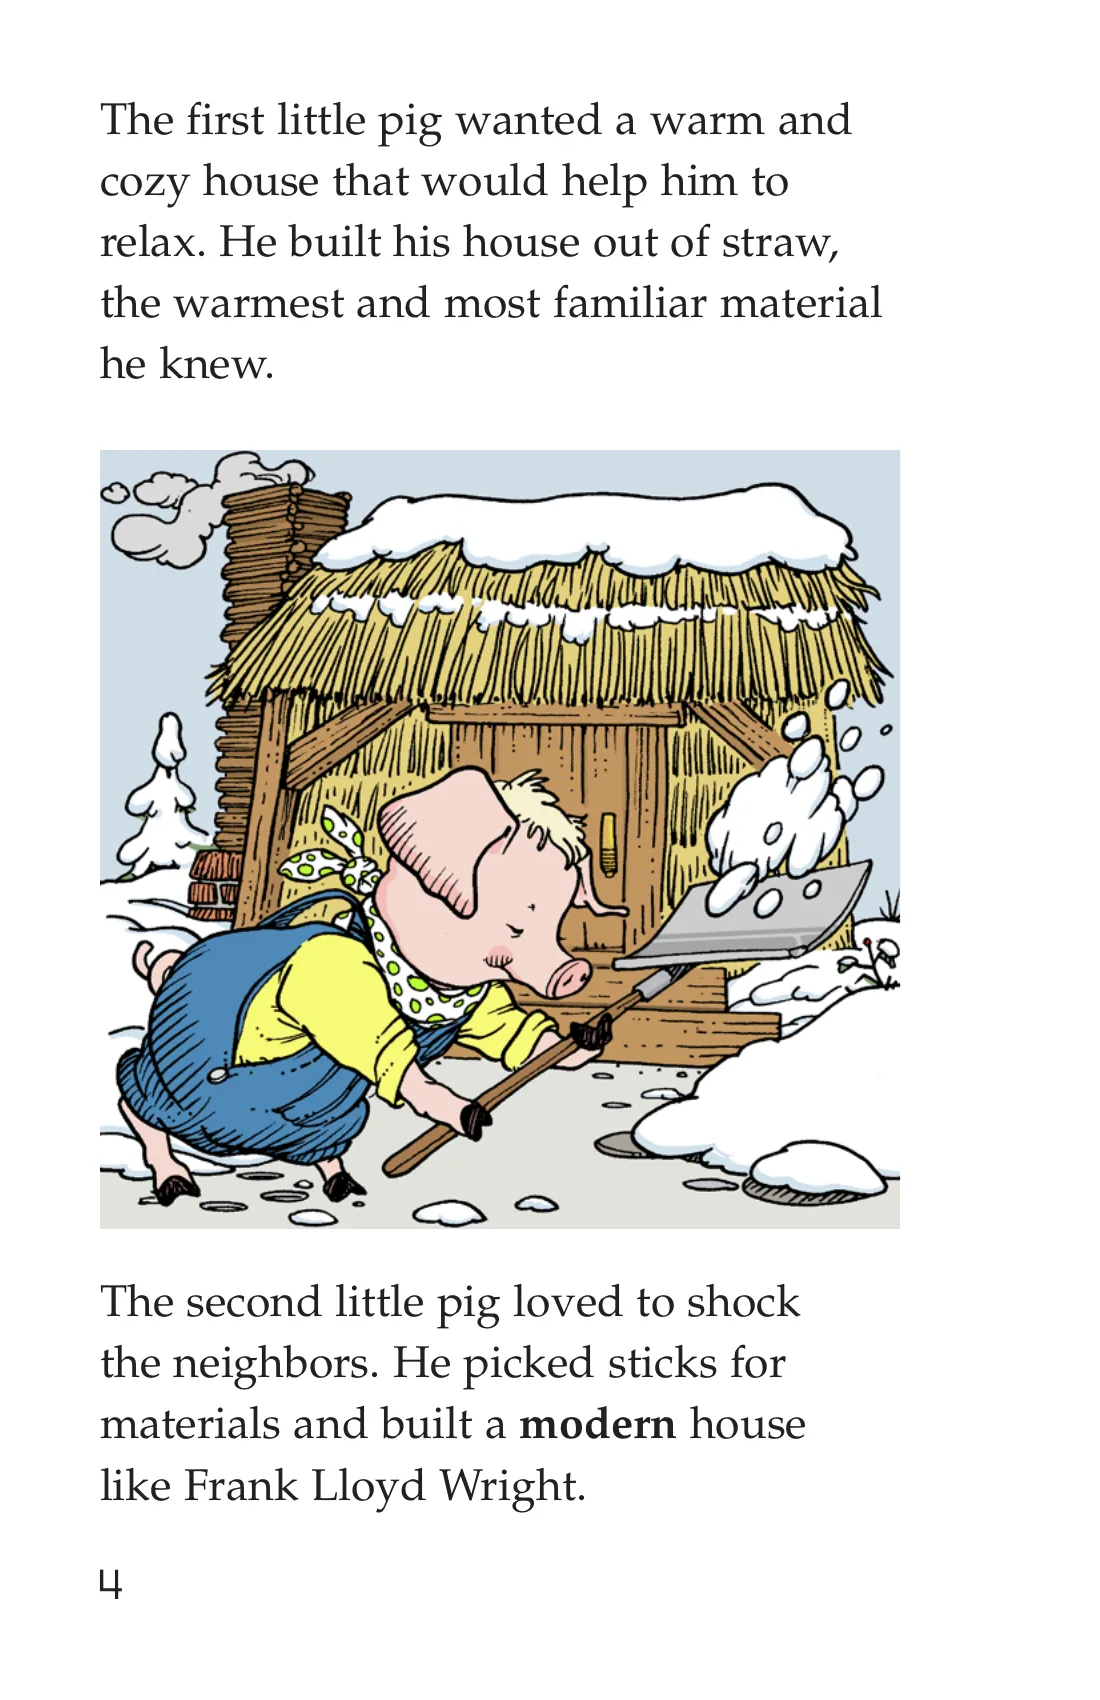 The first little pig wanted a warm and
cozy house that would help him to
relax. He built his house out of straw,
the warmest and most familiar material
he knew.
The second little pig loved to shock
the neighbors. He picked sticks for
materials and built a modern house
like Frank Lloyd Wright.
4